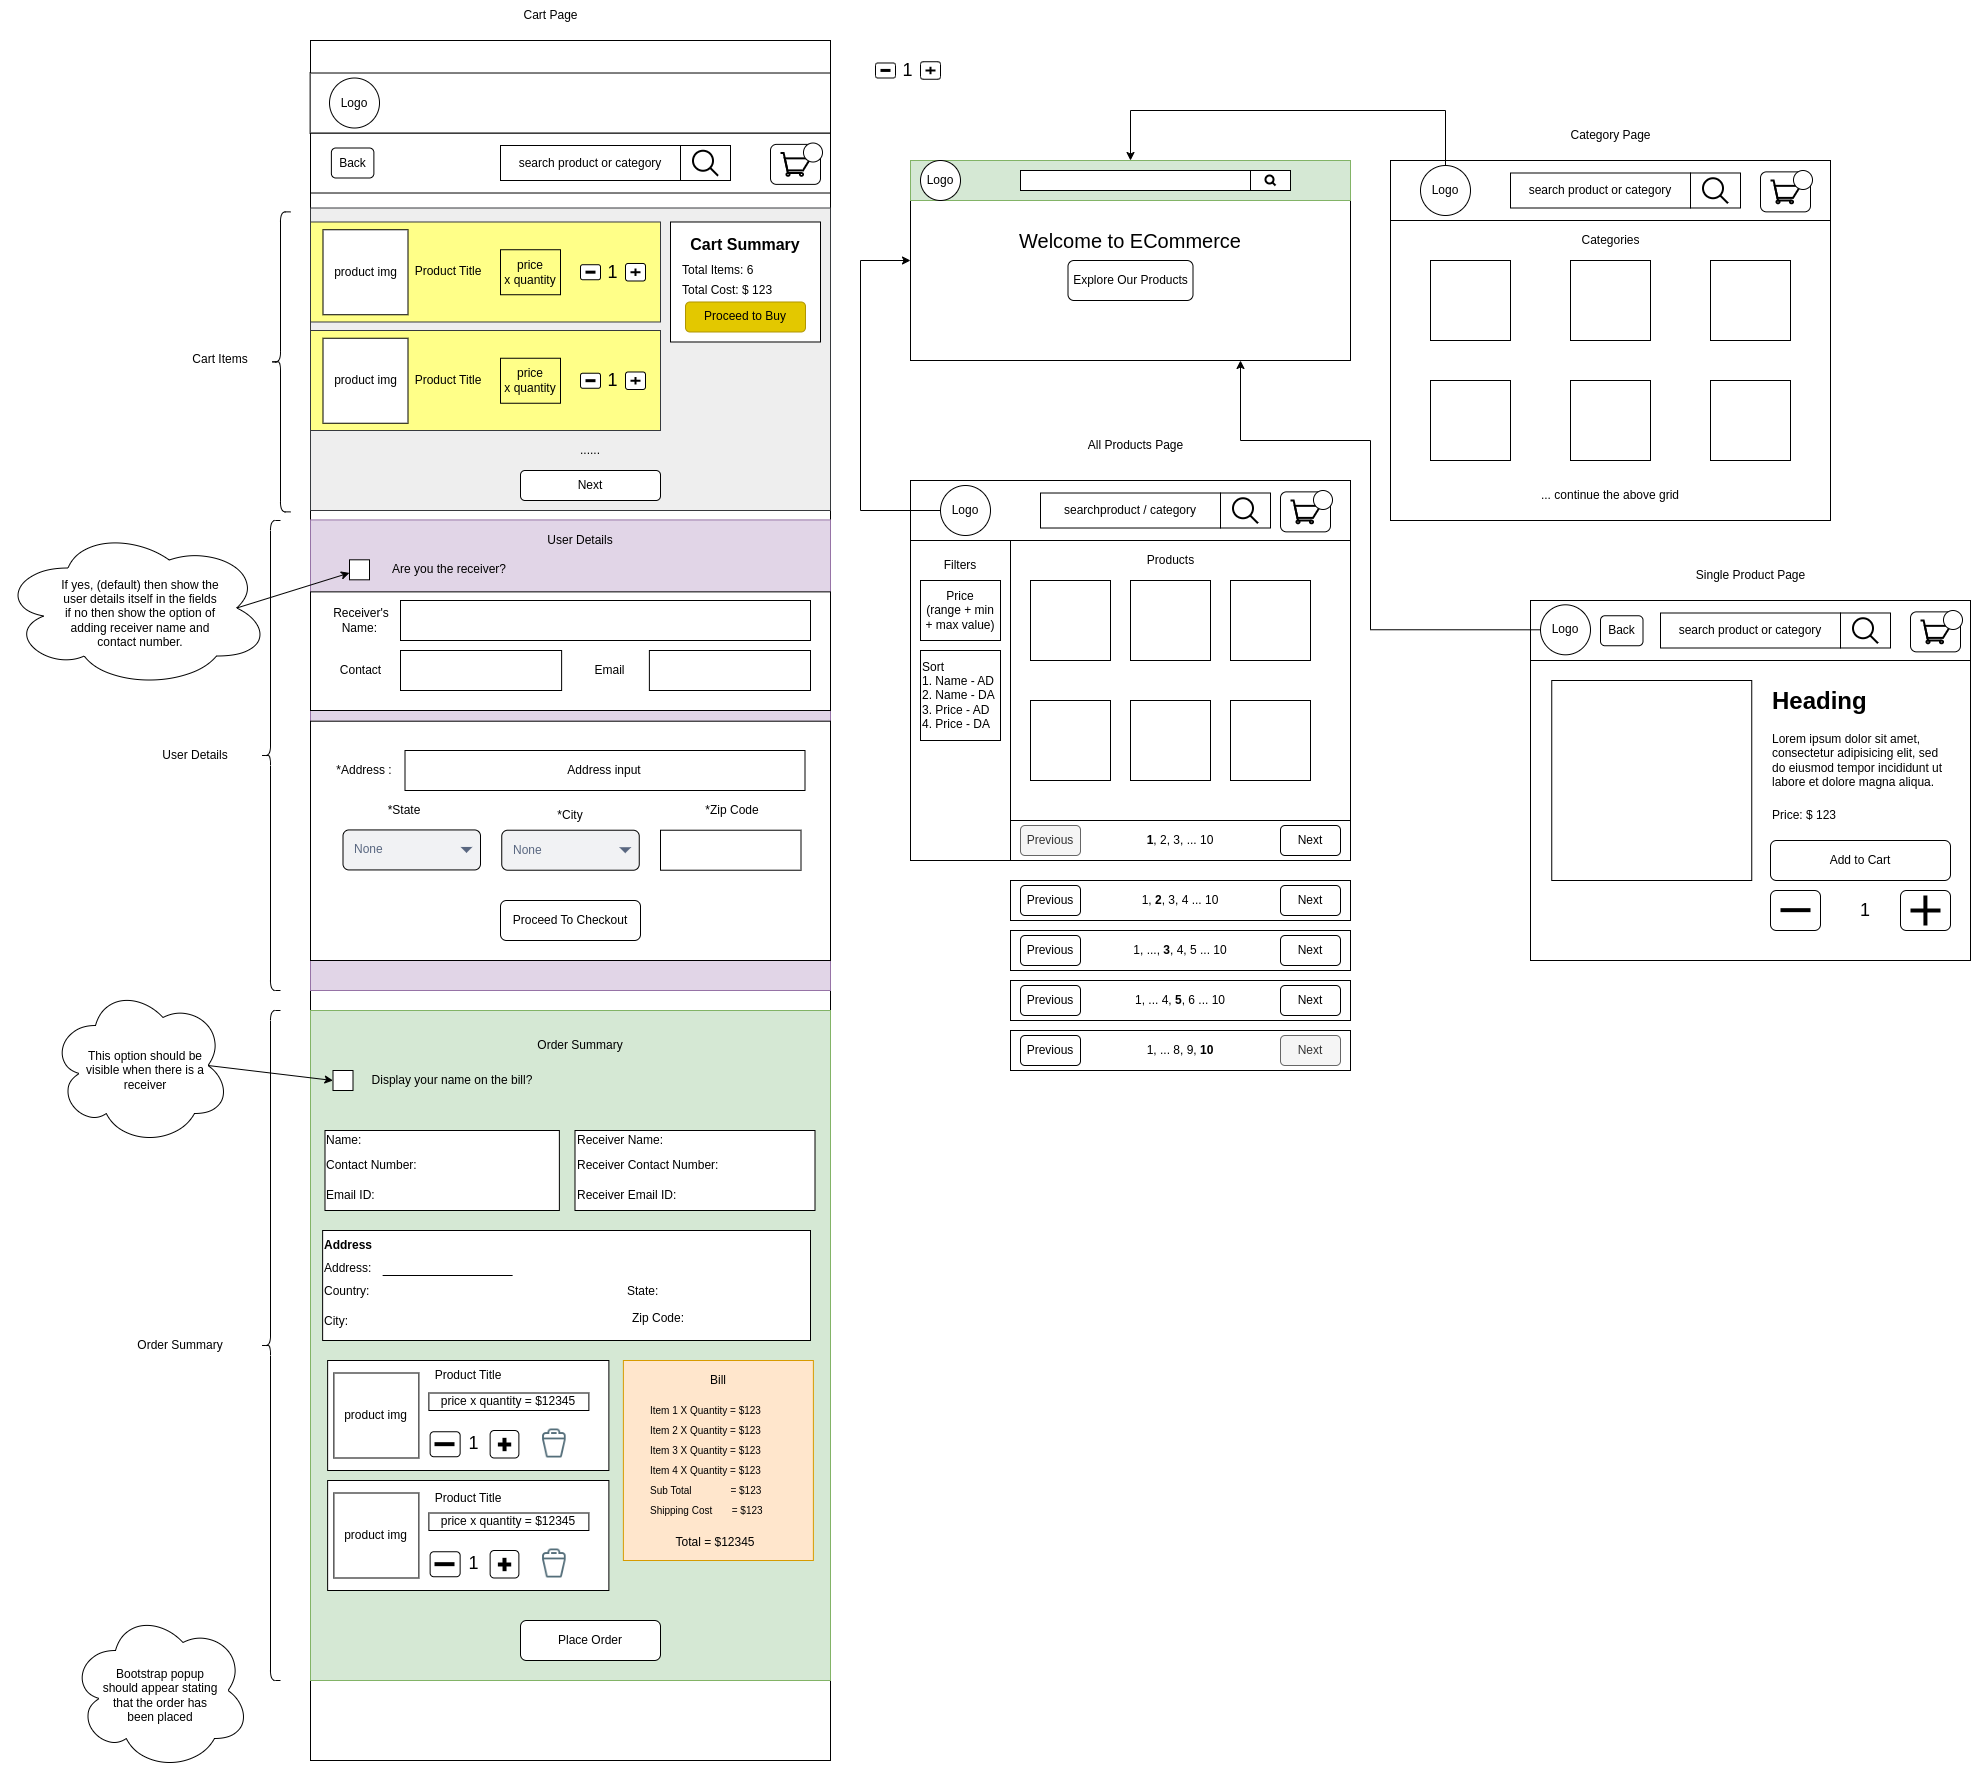 Cart Page
Logo
Back
search product or category
Cart Items
product img
Product Title
price
x quantity
1
product img
Product Title
price
x quantity
1
......
Next
Cart Summary
Total Items: 6
Total Cost: $ 123
Proceed to Buy
User Details
User Details
Are you the receiver?
If yes, (default) then show the
user details itself in the fields
if no then show the option of
adding receiver name and
contact number.
Receiver's
Name:
Contact
Email
*Address :
Address input
*State
*City
*Zip Code
None
None
Proceed To Checkout
Order Summary
Order Summary
Display your name on the bill?
This option should be
visible when there is a
receiver
Name:
Contact Number:
Email ID:
Receiver Name:
Receiver Contact Number:
Receiver Email ID:
Address
Address:
Country:
State:
City:
Zip Code:
product img
Product Title
price x quantity = $12345
1
product img
Product Title
price x quantity = $12345
1
Bill
Item 1 X Quantity = $123
Item 2 X Quantity = $123
Item 3 X Quantity = $123
Item 4 X Quantity = $123
Sub Total = $123
Shipping Cost = $123
Total = $12345
Place Order
Bootstrap popup
should appear stating
that the order has
been placed
1
Logo
Welcome to ECommerce
Explore Our Products
All Products Page
Logo
searchproduct / category
Filters
Price
(range + min
+ max value)
Sort
1. Name - AD
2. Name - DA
3. Price - AD
4. Price - DA
Products
Previous
1, 2, 3, ... 10
Next
Previous
1, 2, 3, 4 ... 10
Next
Previous
1, ..., 3, 4, 5 ... 10
Next
Previous
1, ... 4, 5, 6 ... 10
Next
Previous
1, ... 8, 9, 10
Next
Category Page
Logo
search product or category
Categories
... continue the above grid
Single Product Page
Logo
Back
search product or category
Heading
Lorem ipsum dolor sit amet,
consectetur adipisicing elit, sed
do eiusmod tempor incididunt ut
labore et dolore magna aliqua.
Price: $ 123
Add to Cart
1